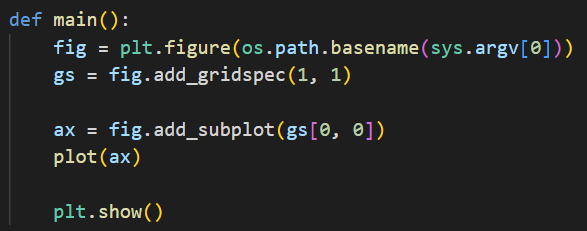 def main():
    fig = plt.figure(os.path.basename(sys.argv[0]))
    gs = fig.add_gridspec(1, 1)
    ax = fig.add_subplot(gs[0, 0])
    plot(ax)
    plt.show()